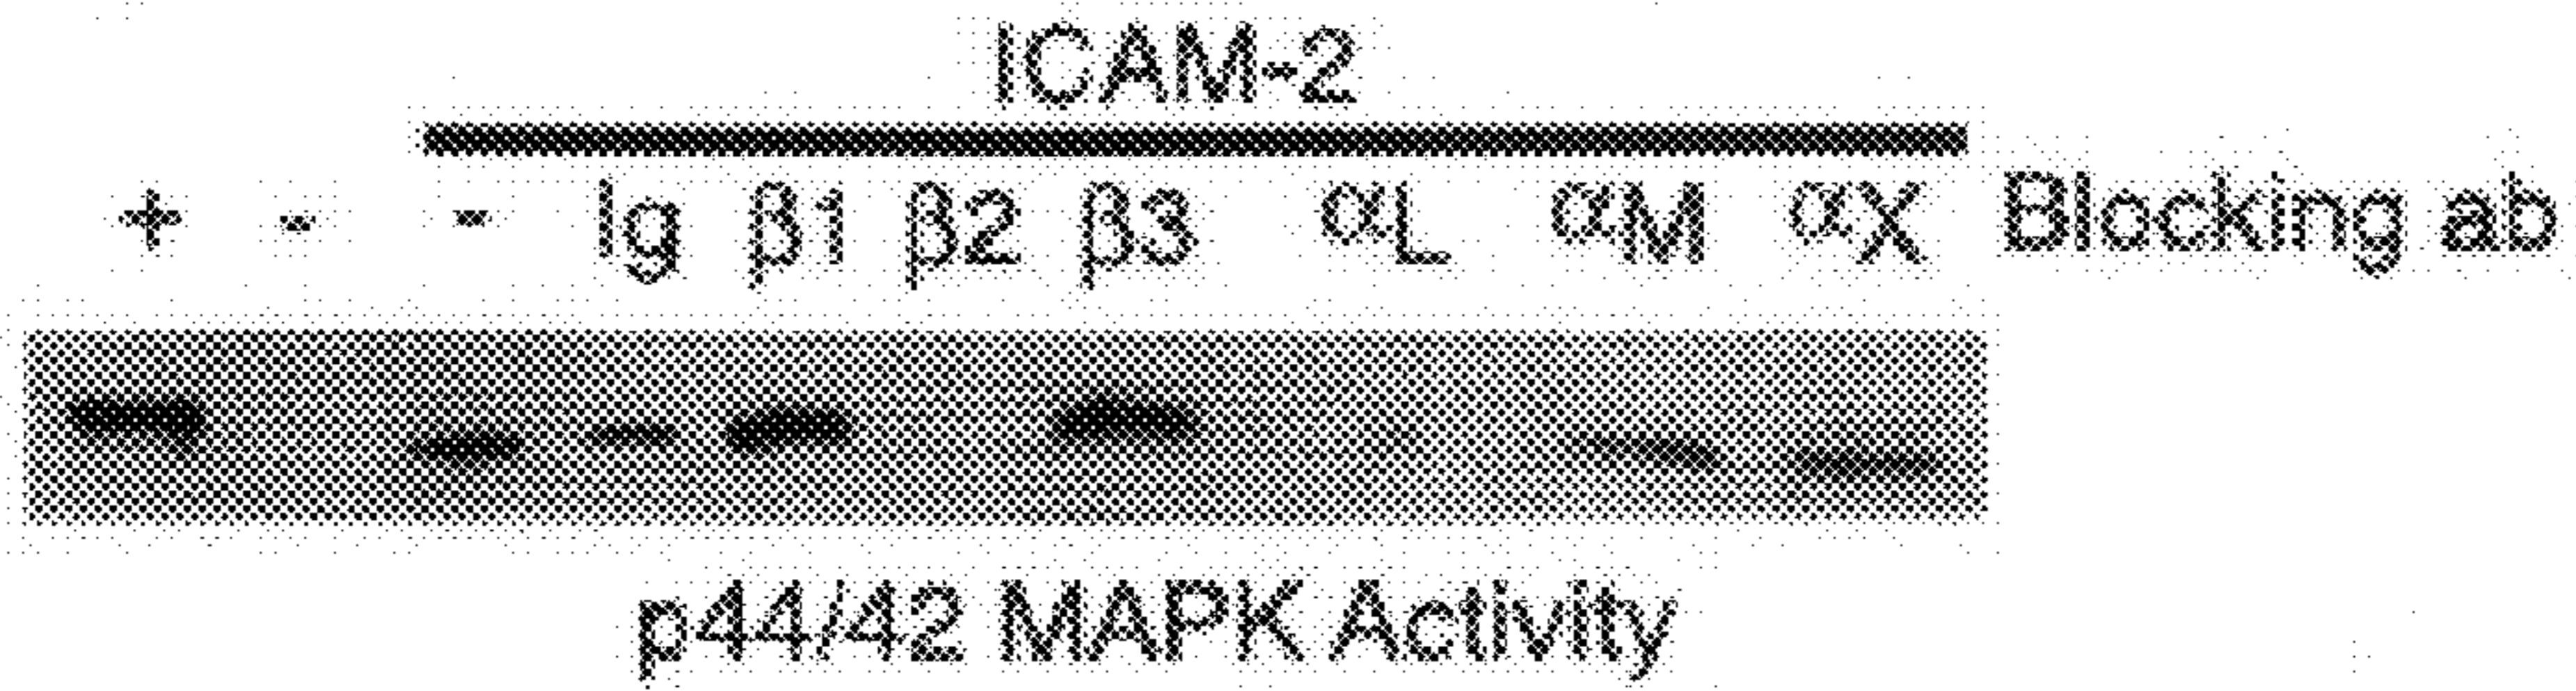 ICAM-2
+ - - Ig β1 β2 β3 αL αM αX Blocking ab
p44/42 MAPK Activity